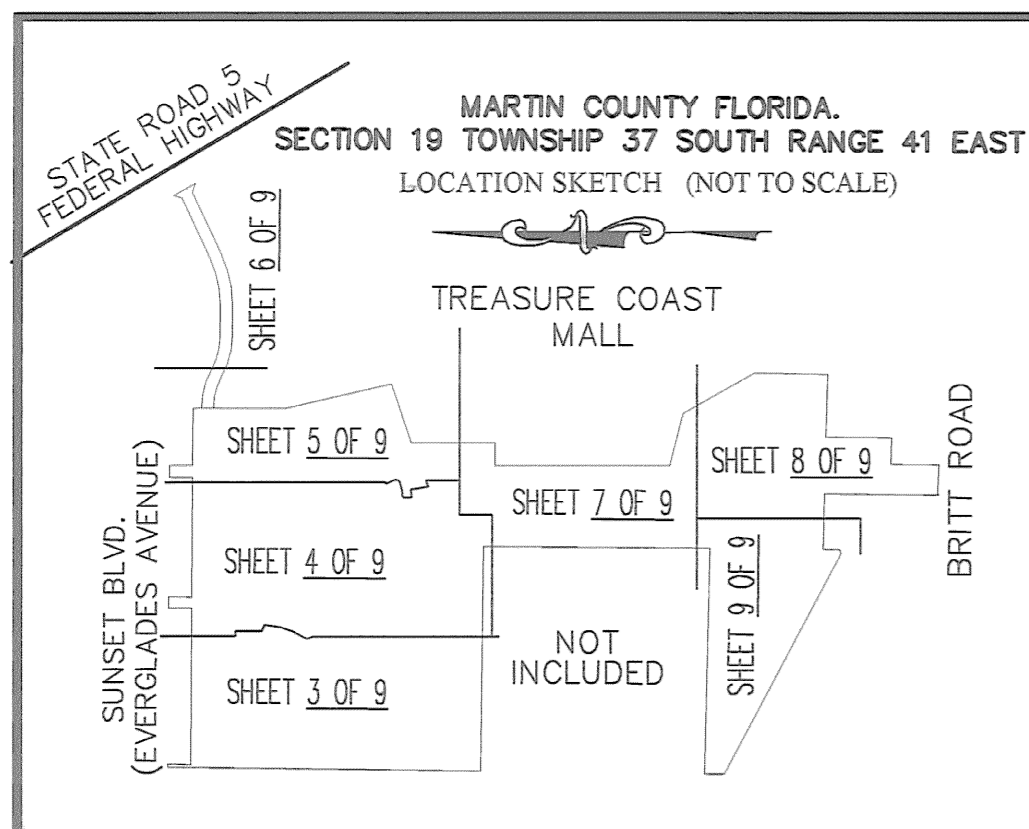 STATE ROAD 5
FEDERAL HIGHWAY
MARTIN COUNTY FLORIDA.
SECTION 19 TOWNSHIP 37 SOUTH RANGE 41 EAST
LOCATION SKETCH (NOT TO SCALE)
SHEET 6 OF 9
TREASURE COAST
MALL
SHEET 5 OF 9
SHEET 7 OF 9
SHEET 8 OF 9
BRITT ROAD
SUNSET BLVD.
(EVERGLADES AVENUE)
SHEET 4 OF 9
SHEET 9 OF 9
NOT
INCLUDED
SHEET 3 OF 9